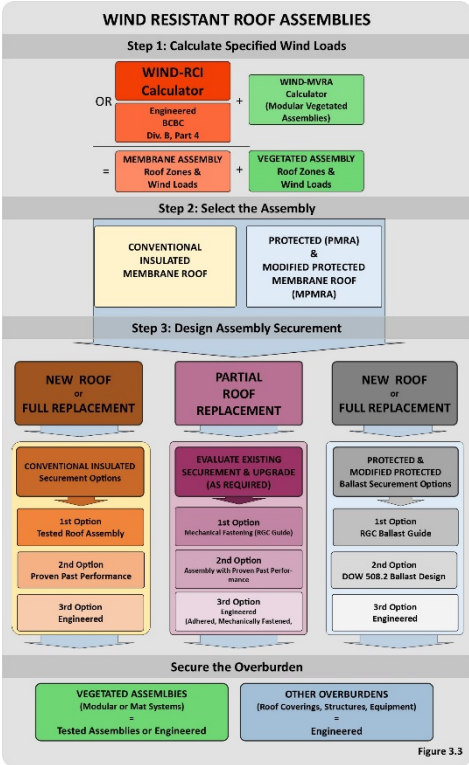 WIND RESISTANT ROOF ASSEMBLIES
Step 1: Calculate Specified Wind Loads
WIND-RCI
Calculator
OR
Engineered
BCBC
Div. B, Part 4
+
WIND-MVRA
Calculator
(Modular Vegetated
Assemblies)
=
MEMBRANE ASSEMBLY
Roof Zones &
Wind Loads
+
VEGETATED ASSEMBLY
Roof Zones &
Wind Loads
Step 2: Select the Assembly
CONVENTIONAL
INSULATED
MEMBRANE ROOF
PROTECTED (PMRA)
&
MODIFIED PROTECTED
MEMBRANE ROOF
(MPMRA)
Step 3: Design Assembly Securement
NEW ROOF
or
FULL REPLACEMENT
CONVENTIONAL INSULATED
Securement Options
1st Option
Tested Roof Assembly
2nd Option
Proven Past Performance
3rd Option
Engineered
PARTIAL
ROOF
REPLACEMENT
EVALUATE EXISTING
SECUREMENT & UPGRADE
(AS REQUIRED)
1st Option
Mechanical Fastening (RGC Guide)
2nd Option
Assembly with Proven Past Perfor-
mance
3rd Option
Engineered
(Adhered, Mechanically Fastened,
NEW ROOF
or
FULL REPLACEMENT
PROTECTED &
MODIFIED PROTECTED
Ballast Securement Options
1st Option
RGC Ballast Guide
2nd Option
DOW 508.2 Ballast Design
3rd Option
Engineered
Secure the Overburden
VEGETATED ASSEMLBIES
(Modular or Mat Systems)
=
Tested Assemblies or Engineered
OTHER OVERBURDENS
(Roof Coverings, Structures, Equipment)
=
Engineered
Figure 3.3